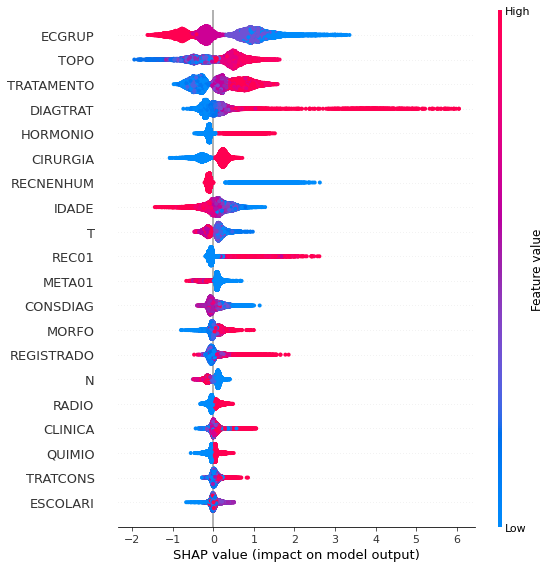 High
ECGRUP
TOPO
TRATAMENTO
DIAGTRAT
HORMONIO
CIRURGIA
RECNENHUM
IDADE
T
REC01
META01
CONSDIAG
MORFO
REGISTRADO
N
RADIO
CLINICA
QUIMIO
TRATCONS
ESCOLARI
Feature value
Low
−2 −1 0 1 2 3 4 5 6
SHAP value (impact on model output)